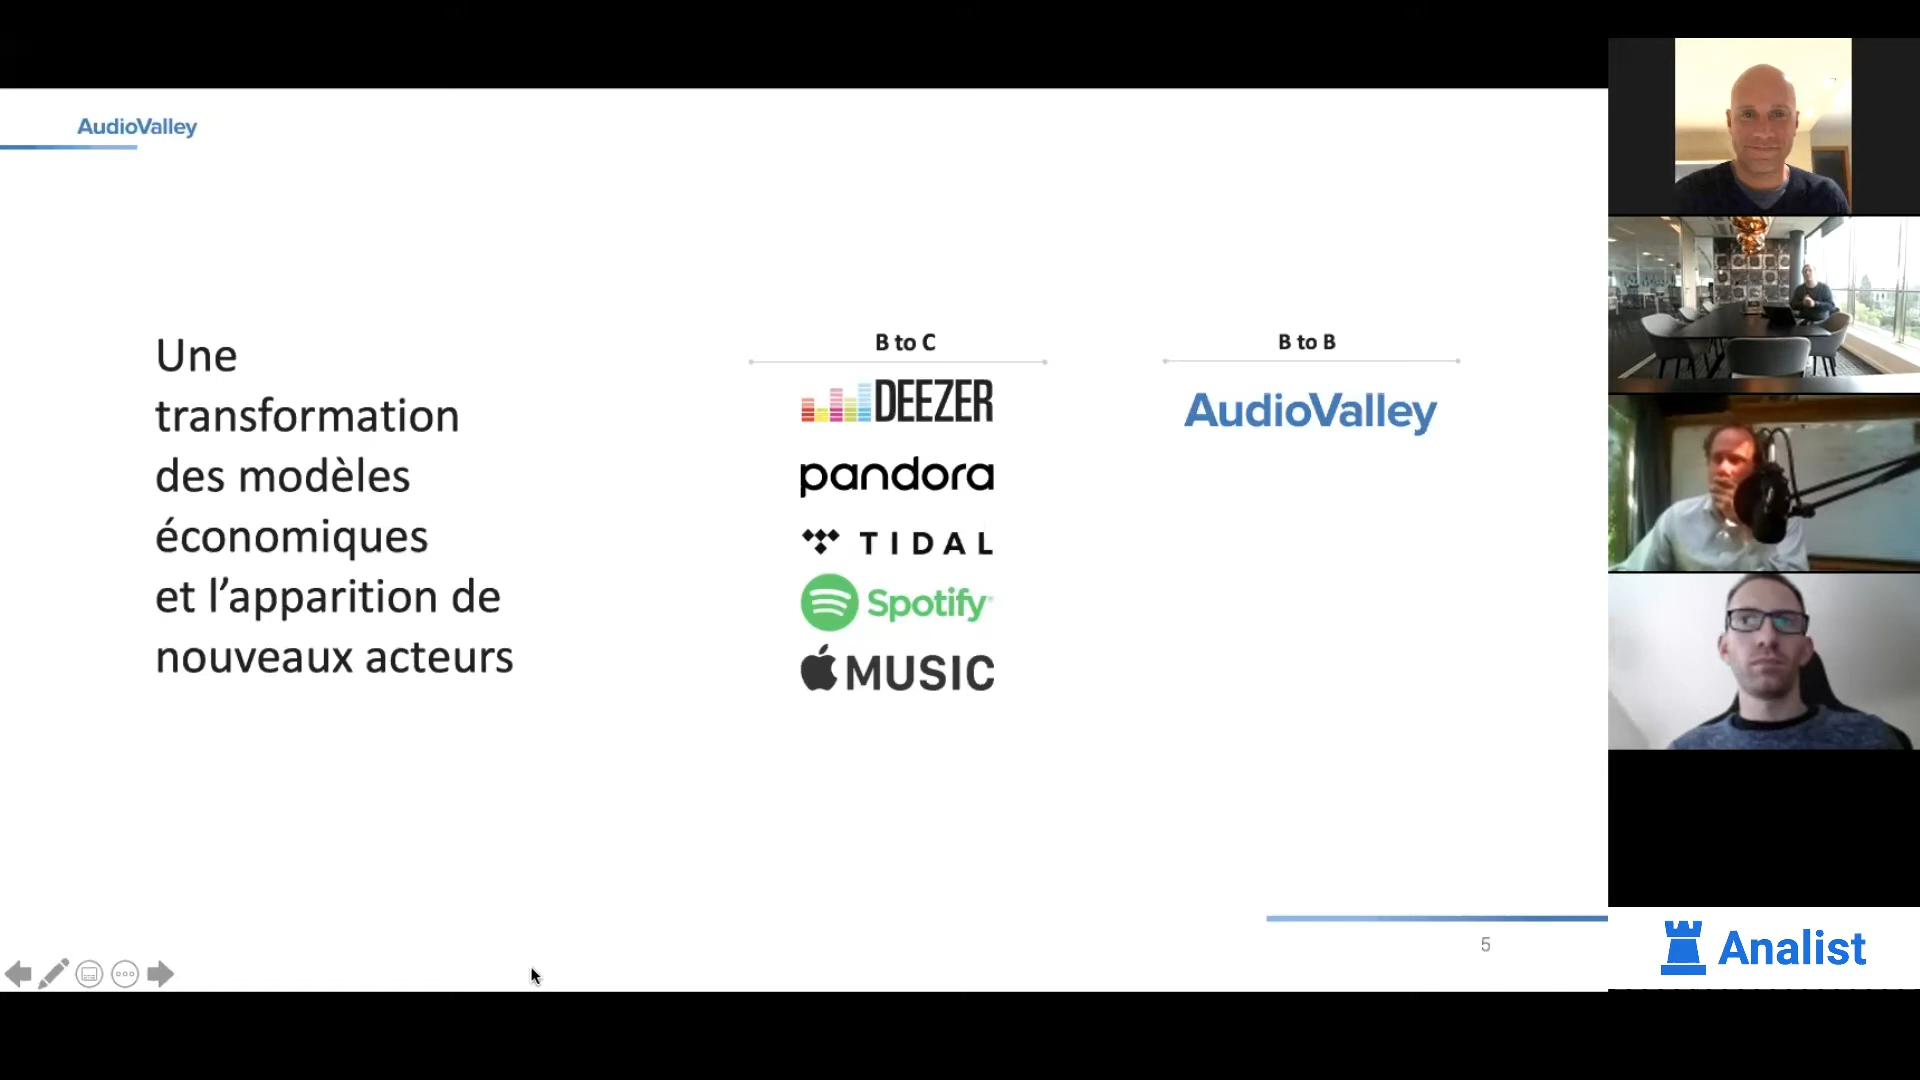 AudioValley
Une
transformation
des modèles
économiques
et l’apparition de
nouveaux acteurs
B to C
DEEZER
pandora
TIDAL
Spotify
MUSIC
B to B
AudioValley
5
Analist